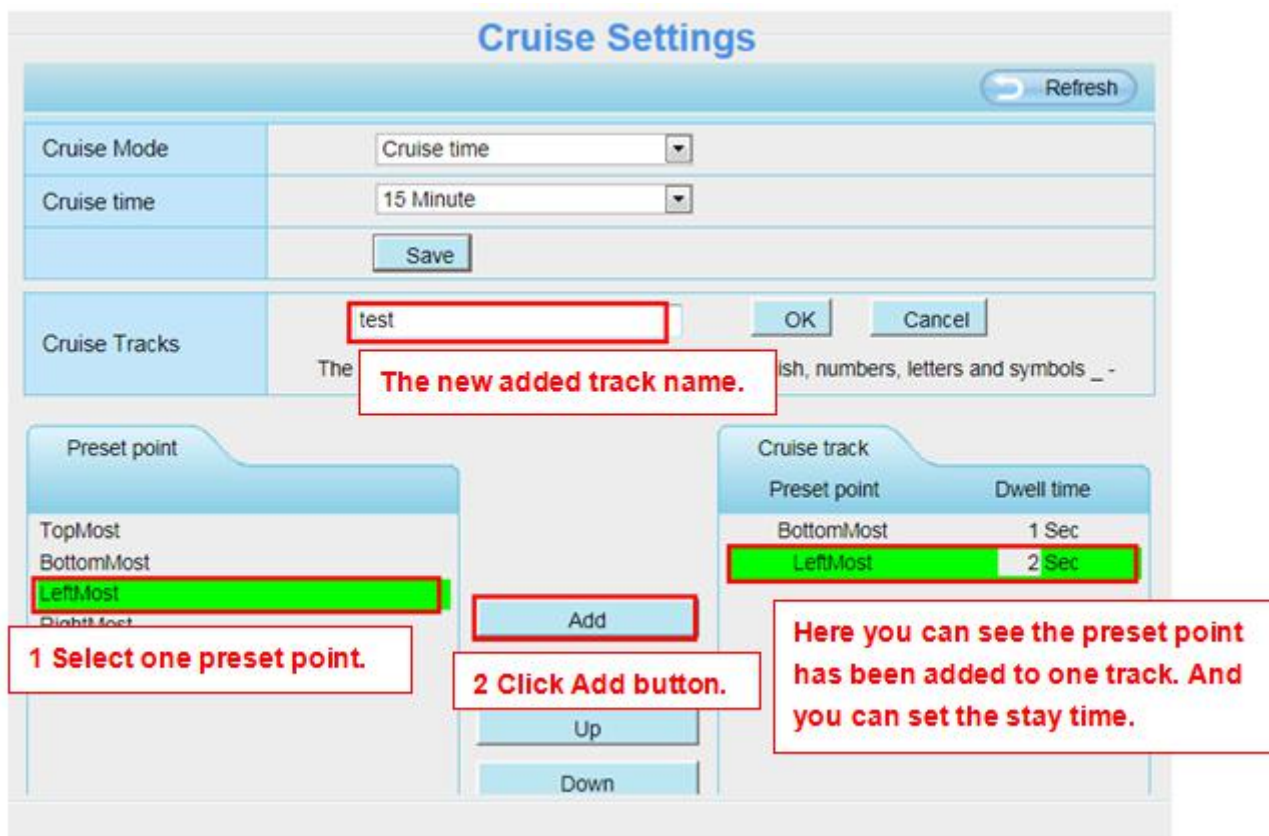 Cruise Settings
Refresh
Cruise Mode
Cruise time
Cruise time
15 Minute
Save
Cruise Tracks
test
OK
Cancel
The
ish, numbers, letters and symbols _ -
The new added track name.
Preset point
TopMost
BottomMost
LeftMost
RightMost
1 Select one preset point.
Add
2 Click Add button.
Up
Down
Cruise track
Preset point Dwell time
BottomMost 1 Sec
LeftMost 2 Sec
Here you can see the preset point
has been added to one track. And
you can set the stay time.